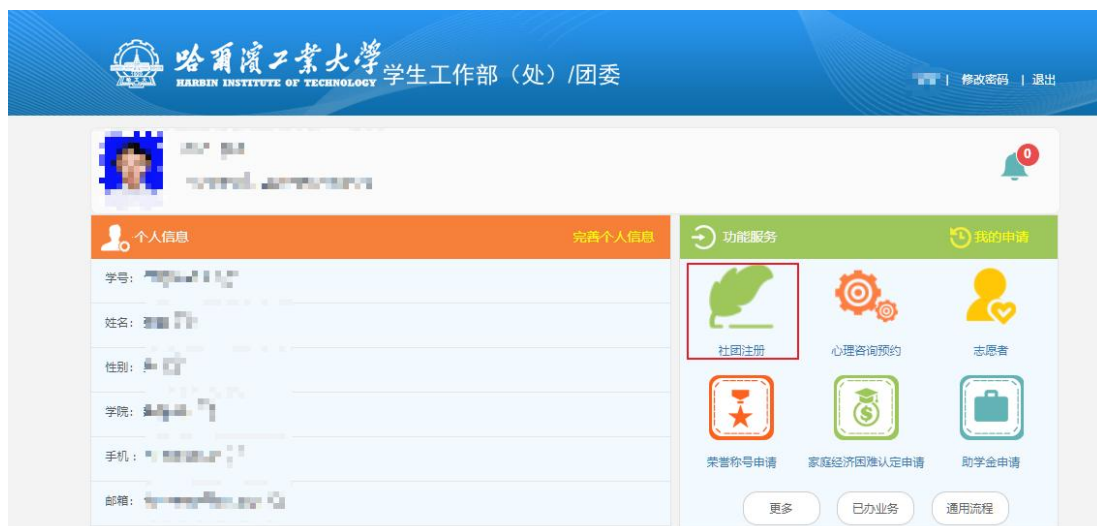 哈爾濱工業大學
HARBIN INSTITUTE OF TECHNOLOGY
学生工作部（处）/团委
| 修改密码 | 退出
0
个人信息
完善个人信息
功能服务
我的申请
学号：
姓名：
性别：
学院：
手机：
邮箱：
社团注册
心理咨询预约
志愿者
荣誉称号申请
家庭经济困难认定申请
助学金申请
更多
已办业务
通用流程